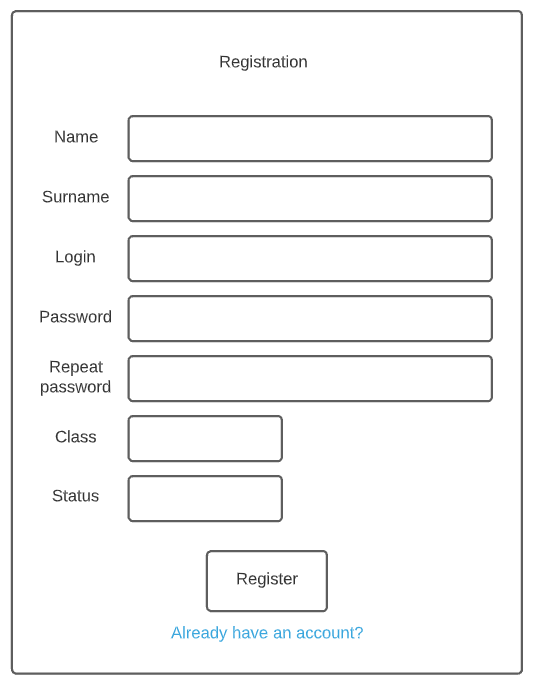 Registration
Name
Surname
Login
Password
Repeat
password
Class
Status
Register
Already have an account?